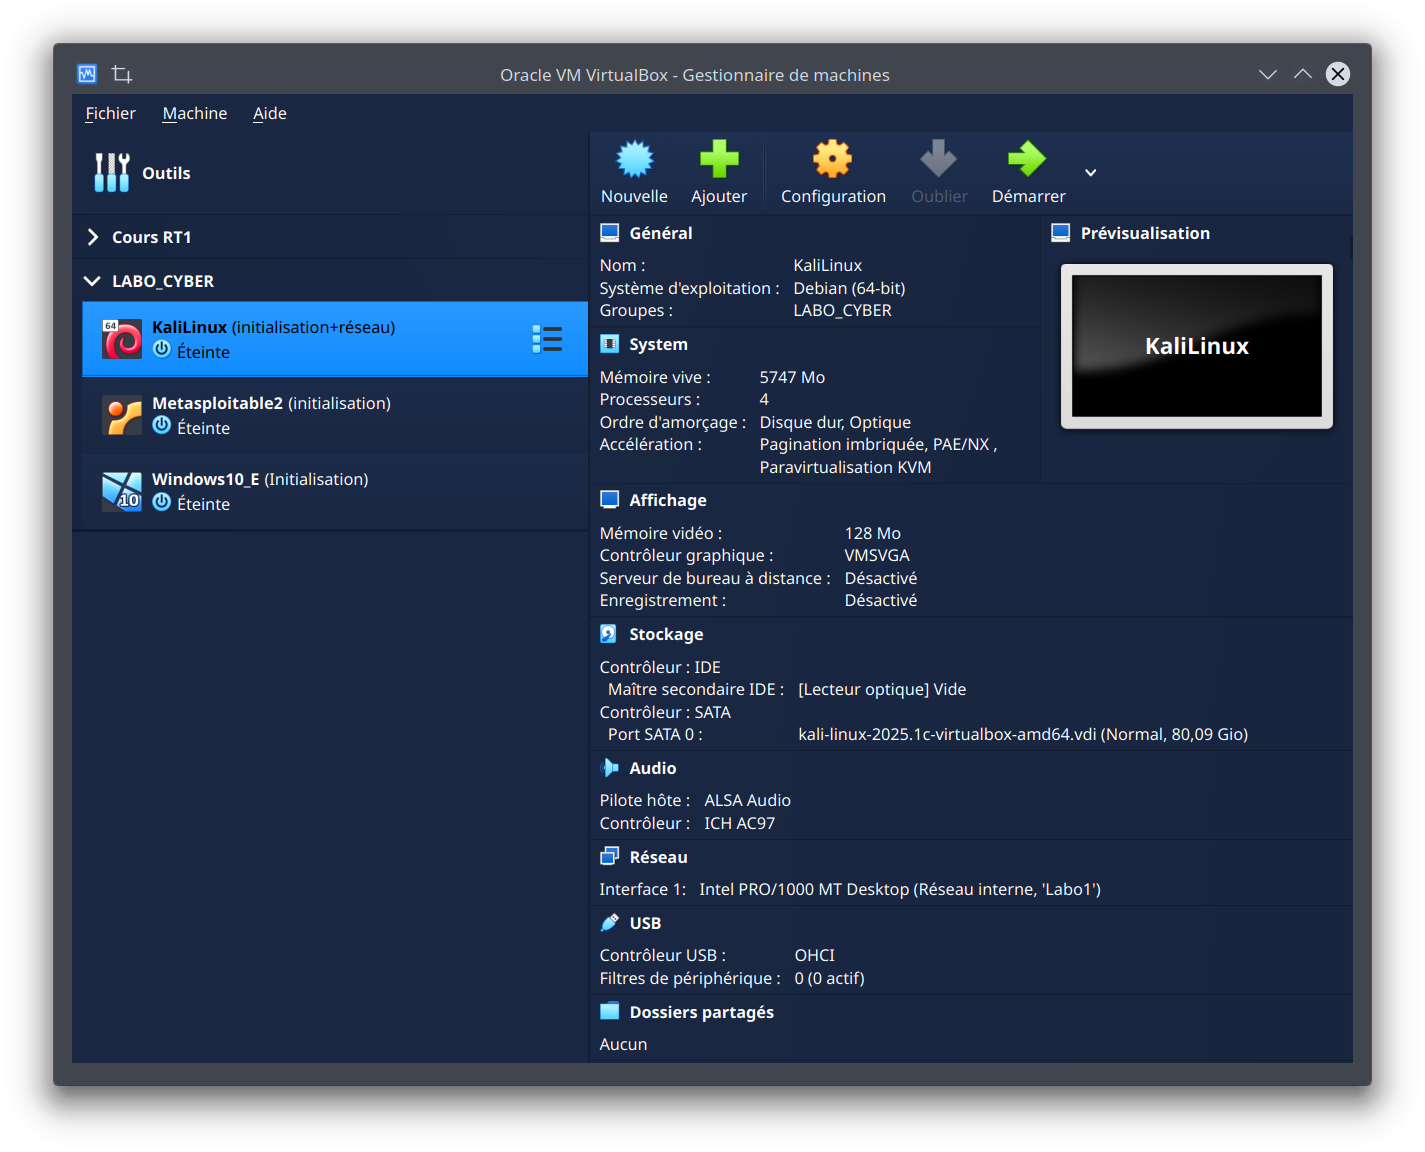 Oracle VM VirtualBox - Gestionnaire de machines
Fichier Machine Aide
Outils
Nouvelle Ajouter Configuration Oublier Démarrer
Cours RT1
LABO_CYBER
64
KaliLinux (initialisation+réseau)
Éteinte
Metasploitable2 (initialisation)
Éteinte
10
Windows10_E (Initialisation)
Éteinte
Général
Nom : KaliLinux
Système d'exploitation : Debian (64-bit)
Groupes : LABO_CYBER
Prévisualisation
KaliLinux
System
Mémoire vive : 5747 Mo
Processeurs : 4
Ordre d'amorçage : Disque dur, Optique
Accélération : Pagination imbriquée, PAE/NX ,
Paravirtualisation KVM
Affichage
Mémoire vidéo : 128 Mo
Contrôleur graphique : VMSVGA
Serveur de bureau à distance : Désactivé
Enregistrement : Désactivé
Stockage
Contrôleur : IDE
Maître secondaire IDE : [Lecteur optique] Vide
Contrôleur : SATA
Port SATA 0 : kali-linux-2025.1c-virtualbox-amd64.vdi (Normal, 80,09 Gio)
Audio
Pilote hôte : ALSA Audio
Contrôleur : ICH AC97
Réseau
Interface 1: Intel PRO/1000 MT Desktop (Réseau interne, 'Labo1')
USB
Contrôleur USB : OHCI
Filtres de périphérique : 0 (0 actif)
Dossiers partagés
Aucun